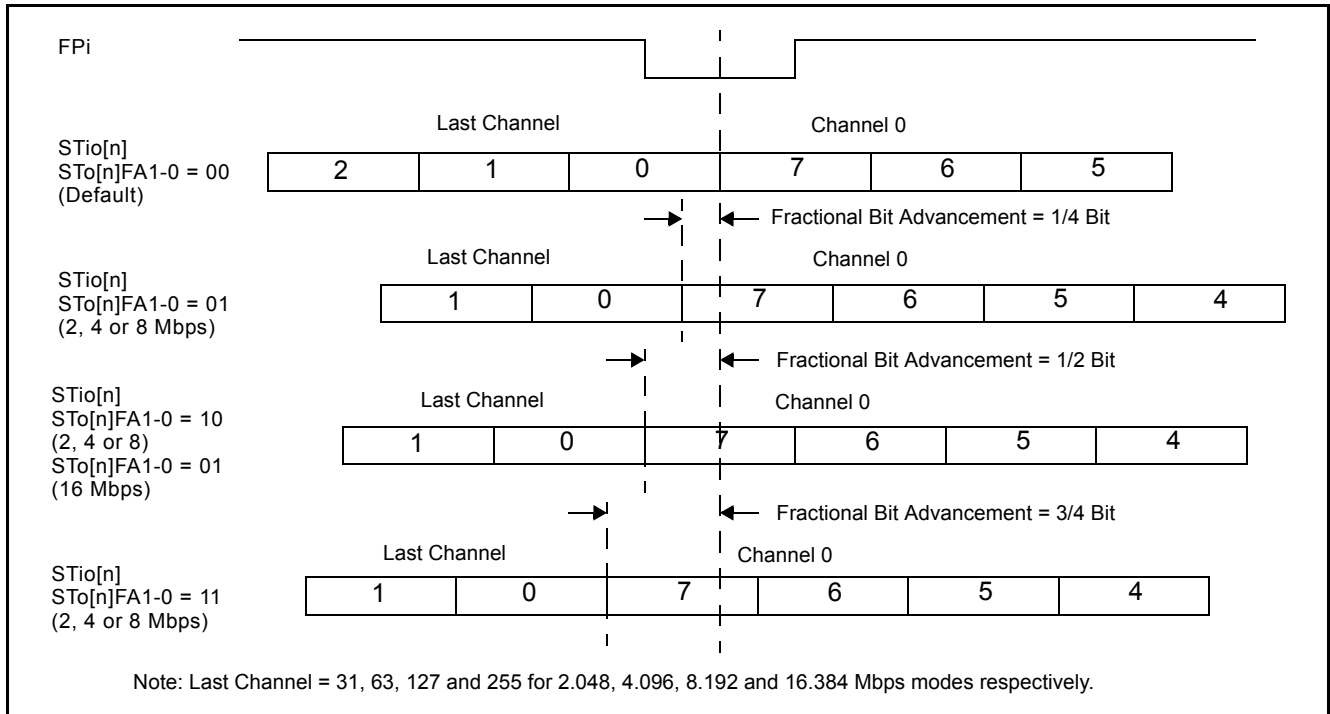 FPi
Last Channel
Channel 0
STio[n]
STo[n]FA1-0 = 00
(Default)
2 1 0 7 6 5
Fractional Bit Advancement = 1/4 Bit
Last Channel
Channel 0
STio[n]
STo[n]FA1-0 = 01
(2, 4 or 8 Mbps)
1 0 7 6 5 4
Fractional Bit Advancement = 1/2 Bit
Last Channel
Channel 0
STio[n]
STo[n]FA1-0 = 10
(2, 4 or 8)
STo[n]FA1-0 = 01
(16 Mbps)
1 0 7 6 5 4
Fractional Bit Advancement = 3/4 Bit
Last Channel
Channel 0
STio[n]
STo[n]FA1-0 = 11
(2, 4 or 8 Mbps)
1 0 7 6 5 4
Note: Last Channel = 31, 63, 127 and 255 for 2.048, 4.096, 8.192 and 16.384 Mbps modes respectively.